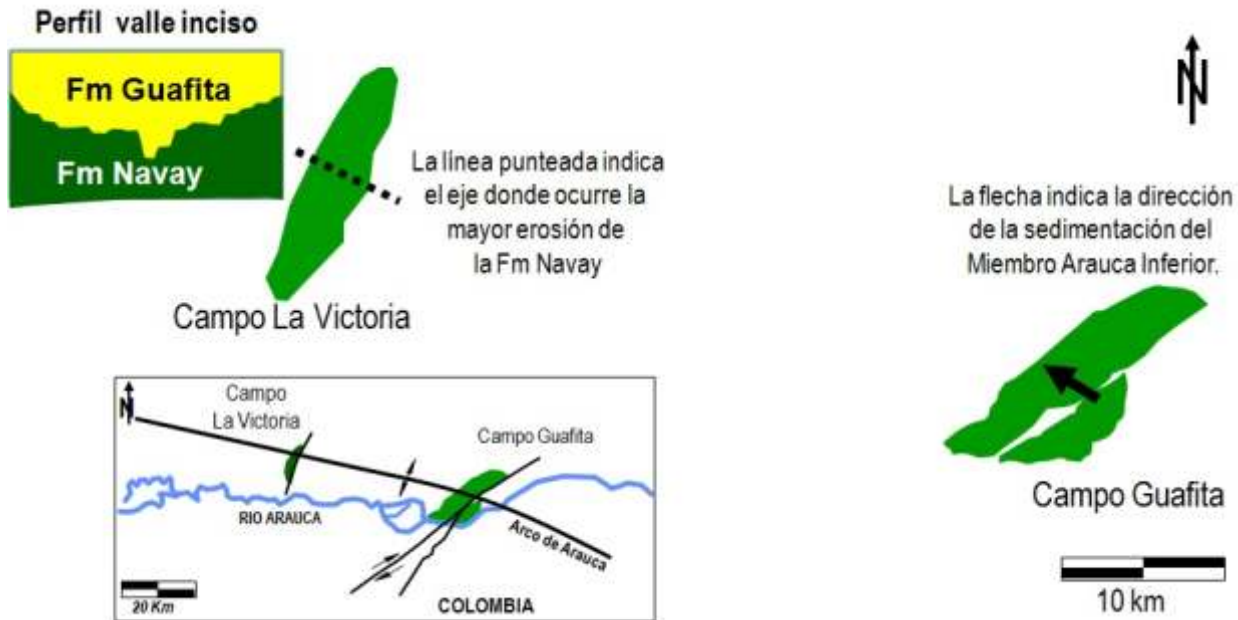 Perfil valle inciso
Fm Guafita
Fm Navay
La línea punteada indica
el eje donde ocurre la
mayor erosión de
la Fm Navay
Campo La Victoria
N
La flecha indica la dirección
de la sedimentación del
Miembro Arauca Inferior.
Campo Guafita
10 km
N
Campo
La Victoria
Campo Guafita
RIO ARAUCA
Arco de Arauca
20 Km
COLOMBIA